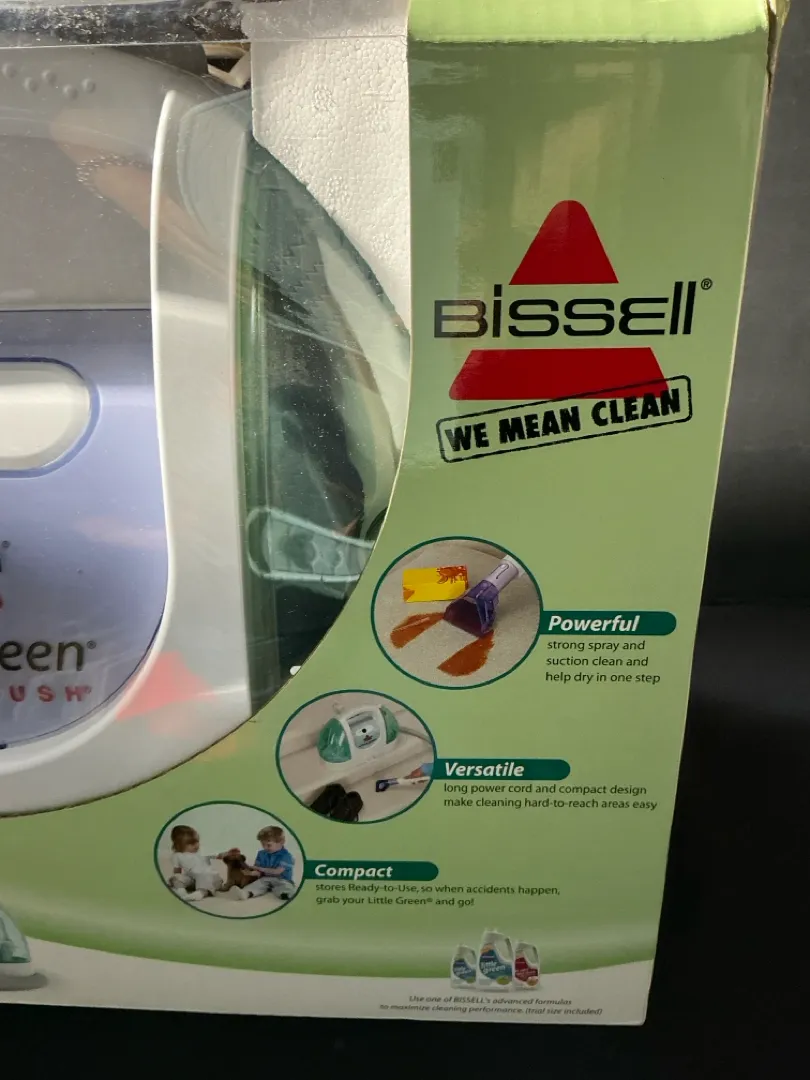 BISSELL®
WE MEAN CLEAN
een®
USH®
Powerful
strong spray and
suction clean and
help dry in one step
Versatile
long power cord and compact design
make cleaning hard-to-reach areas easy
Compact
stores Ready-to-Use, so when accidents happen,
grab your Little Green® and go!
little green
Use one of BISSELL's advanced formulas
to maximize cleaning performance. (trial size included)